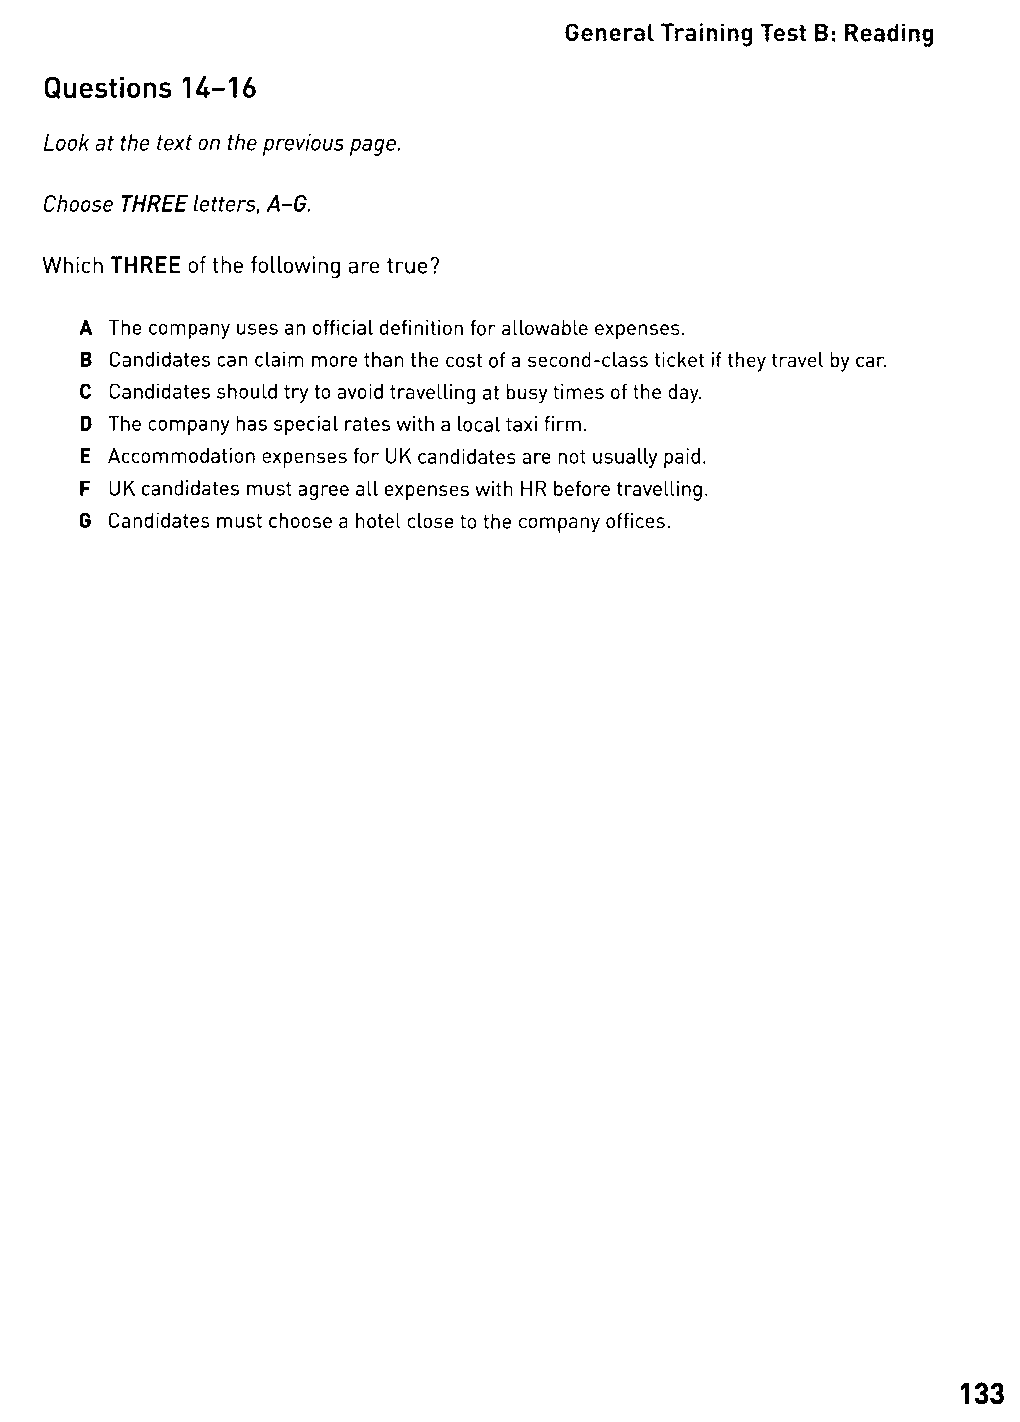 General Training Test B: Reading
Questions 14–16
Look at the text on the previous page.
Choose THREE letters, A–G.
Which THREE of the following are true?
A The company uses an official definition for allowable expenses.
B Candidates can claim more than the cost of a second-class ticket if they travel by car.
C Candidates should try to avoid travelling at busy times of the day.
D The company has special rates with a local taxi firm.
E Accommodation expenses for UK candidates are not usually paid.
F UK candidates must agree all expenses with HR before travelling.
G Candidates must choose a hotel close to the company offices.
133